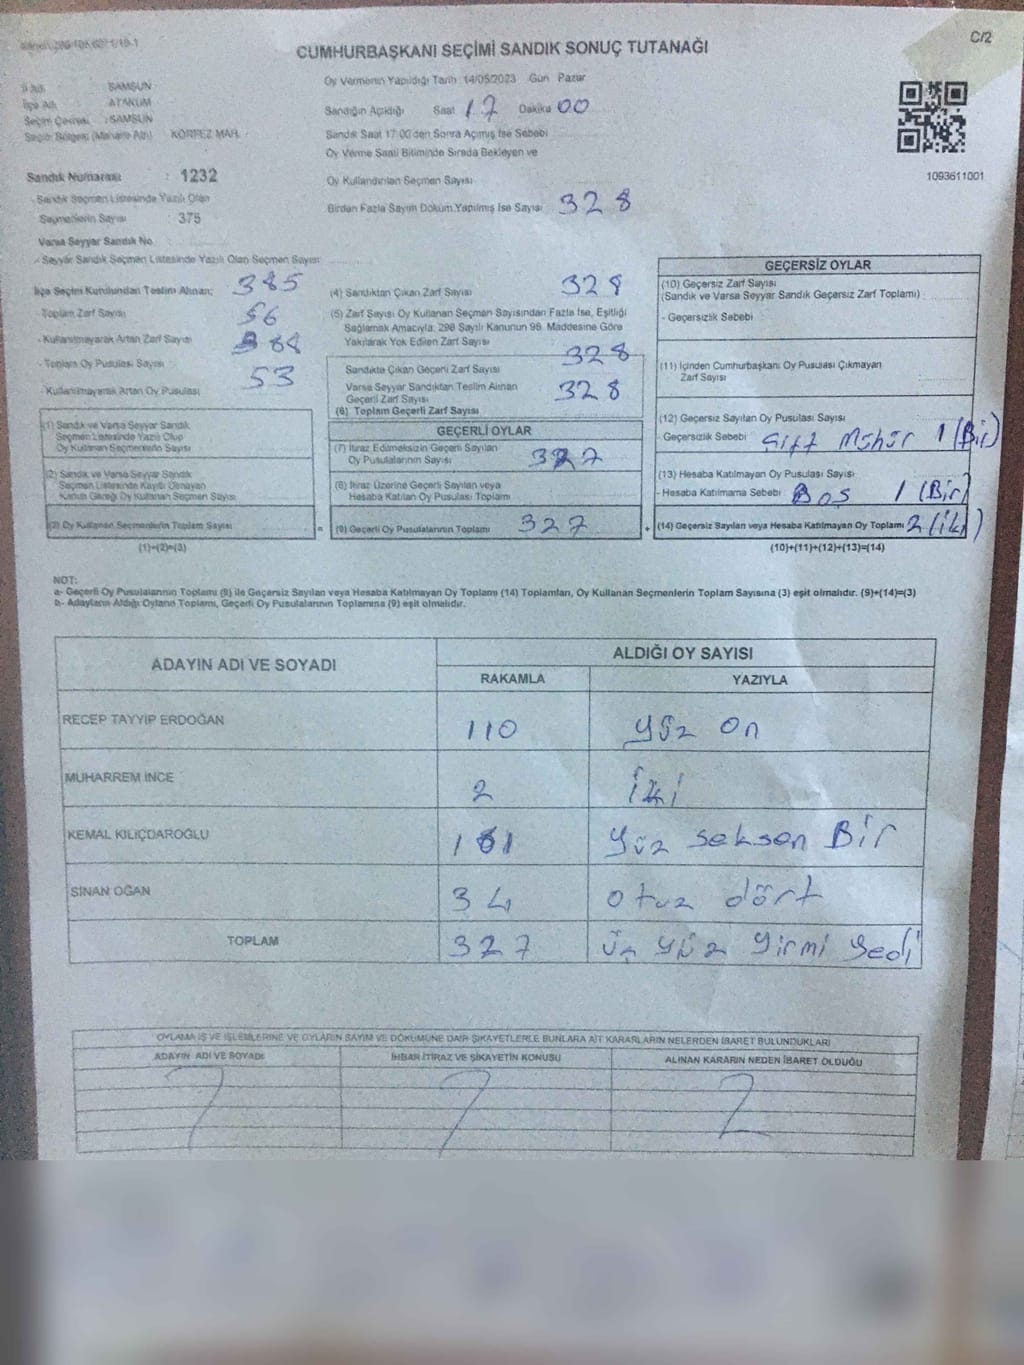 C/2
CUMHURBAŞKANI SEÇİMİ SANDIK SONUÇ TUTANAĞI
İl Adı : SAMSUN
İlçe Adı : ATAKUM
Seçim Çevresi : SAMSUN
Seçim Bölgesi (Mahalle Adı) : KÖRFEZ MAH.
Sandık Numarası : 1232
- Sandık Seçmen Listesinde Yazılı Olan
Seçmenlerin Sayısı : 375
Varsa Seyyar Sandık No
- Seyyar Sandık Seçmen Listesinde Yazılı Olan Seçmen Sayısı
Oy Vermenin Yapıldığı Tarih 14/05/2023 Gün Pazar
Sandığın Açıldığı Saat 17 Dakika 00
Sandık Saat 17:00'den Sonra Açılmış İse Sebebi
Oy Verme Saati Bitiminde Sırada Bekleyen ve
Oy Kullandırılan Seçmen Sayısı
Birden Fazla Sayım Döküm Yapılmış İse Sayısı 328
1093611001
İlçe Seçim Kurulundan Teslim Alınan; 385
- Toplam Zarf Sayısı 56
- Kullanılmayarak Artan Zarf Sayısı
- Toplam Oy Pusulası Sayısı 53
- Kullanılmayarak Artan Oy Pusulası
(1) Sandık ve Varsa Seyyar Sandık
Seçmen Listesinde Yazılı Olup
Oy Kullanan Seçmenlerin Sayısı
(2) Sandık ve Varsa Seyyar Sandık
Seçmen Listesinde Kayıtlı Olmayan
Kanun Gereği Oy Kullanan Seçmen Sayısı
(3) Oy Kullanan Seçmenlerin Toplam Sayısı
(1)+(2)=(3)
(4) Sandıktan Çıkan Zarf Sayısı 328
(5) Zarf Sayısı Oy Kullanan Seçmen Sayısından Fazla İse, Eşitliği
Sağlamak Amacıyla, 298 Sayılı Kanunun 98. Maddesine Göre
Yakılarak Yok Edilen Zarf Sayısı
328
Sandıkta Çıkan Geçerli Zarf Sayısı
Varsa Seyyar Sandıktan Teslim Alınan
Geçerli Zarf Sayısı 328
(6) Toplam Geçerli Zarf Sayısı
GEÇERLİ OYLAR
(7) İtiraz Edilmeksizin Geçerli Sayılan
Oy Pusulalarının Sayısı 327
(8) İtiraz Üzerine Geçerli Sayılan veya
Hesaba Katılan Oy Pusulası Toplamı
= (9) Geçerli Oy Pusulalarının Toplamı 327 +
GEÇERSİZ OYLAR
(10) Geçersiz Zarf Sayısı
(Sandık ve Varsa Seyyar Sandık Geçersiz Zarf Toplamı)
- Geçersizlik Sebebi
(11) İçinden Cumhurbaşkanı Oy Pusulası Çıkmayan
Zarf Sayısı
(12) Geçersiz Sayılan Oy Pusulası Sayısı
- Geçersizlik Sebebi Çift Mühür 1 (Bir)
(13) Hesaba Katılmayan Oy Pusulası Sayısı
- Hesaba Katılmama Sebebi Boş 1 (Bir)
(14) Geçersiz Sayılan veya Hesaba Katılmayan Oy Toplamı 2 (iki)
(10)+(11)+(12)+(13)=(14)
NOT:
a- Geçerli Oy Pusulalarının Toplamı (9) ile Geçersiz Sayılan veya Hesaba Katılmayan Oy Toplamı (14) Toplamları, Oy Kullanan Seçmenlerin Toplam Sayısına (3) eşit olmalıdır. (9)+(14)=(3)
b- Adayların Aldığı Oyların Toplamı, Geçerli Oy Pusulalarının Toplamına (9) eşit olmalıdır.
ADAYIN ADI VE SOYADI ALDIĞI OY SAYISI
RAKAMLA YAZIYLA
RECEP TAYYİP ERDOĞAN 110 yüz on
MUHARREM İNCE 2 iki
KEMAL KILIÇDAROĞLU 181 yüz seksen Bir
SİNAN OĞAN 34 otuz dört
TOPLAM 327 üç yüz yirmi yedi
OYLAMA İŞ VE İŞLEMLERİNE VE OYLARIN SAYIM VE DÖKÜMÜNE DAİR ŞİKAYETLERLE BUNLARA AİT KARARLARIN NELERDEN İBARET BULUNDUKLARI
ADAYIN ADI VE SOYADI İHBAR İTİRAZ VE ŞİKAYETİN KONUSU ALINAN KARARIN NEDEN İBARET OLDUĞU